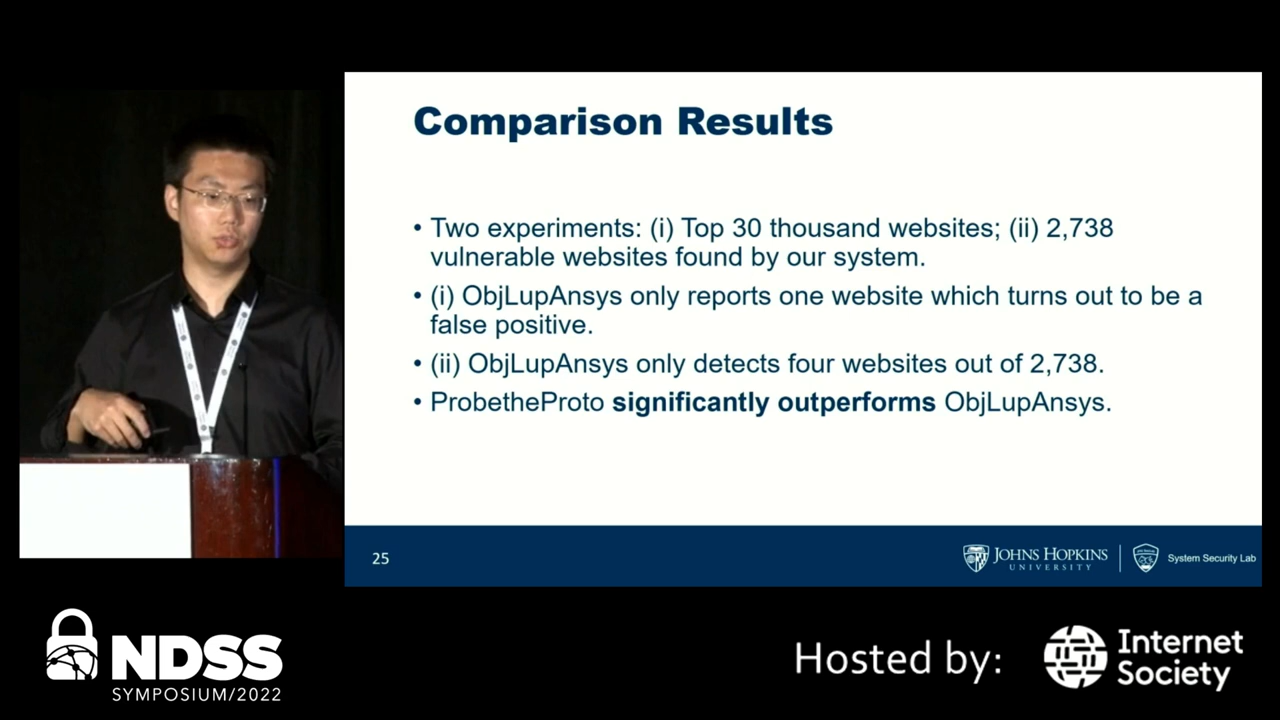 Comparison Results
• Two experiments: (i) Top 30 thousand websites; (ii) 2,738
vulnerable websites found by our system.
• (i) ObjLupAnsys only reports one website which turns out to be a
false positive.
• (ii) ObjLupAnsys only detects four websites out of 2,738.
• ProbetheProto significantly outperforms ObjLupAnsys.
25
JOHNS HOPKINS
UNIVERSITY
System Security Lab
NDSS
SYMPOSIUM/2022
Hosted by:
Internet
Society